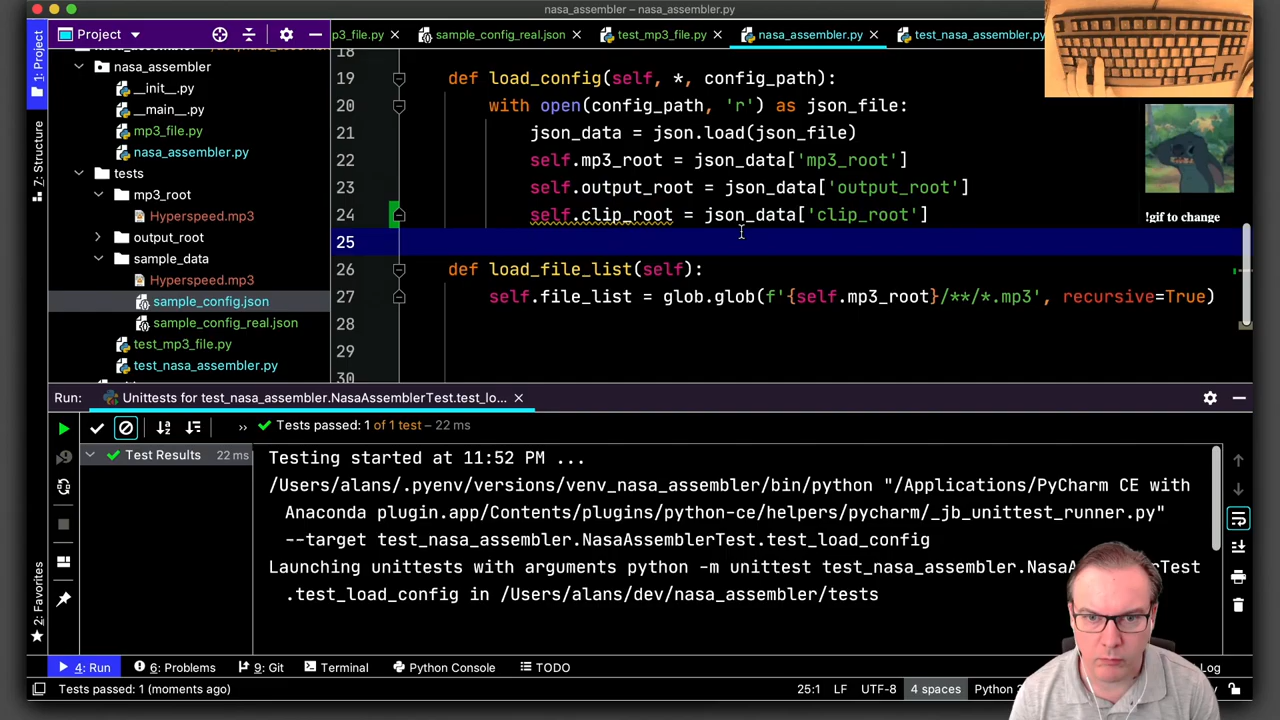 nasa_assembler – nasa_assembler.py
Project
p3_file.py
sample_config_real.json
test_mp3_file.py
nasa_assembler.py
test_nasa_assembler.py
1: Project
7: Structure
2: Favorites
nasa_assembler
__init__.py
__main__.py
mp3_file.py
nasa_assembler.py
tests
mp3_root
Hyperspeed.mp3
output_root
sample_data
Hyperspeed.mp3
sample_config.json
sample_config_real.json
test_mp3_file.py
test_nasa_assembler.py
18
19 def load_config(self, *, config_path):
20 with open(config_path, 'r') as json_file:
21 json_data = json.load(json_file)
22 self.mp3_root = json_data['mp3_root']
23 self.output_root = json_data['output_root']
24 self.clip_root = json_data['clip_root']
25
26 def load_file_list(self):
27 self.file_list = glob.glob(f'{self.mp3_root}/**/*.mp3', recursive=True)
28
29
30
!gif to change
Run: Unittests for test_nasa_assembler.NasaAssemblerTest.test_lo...
» Tests passed: 1 of 1 test – 22 ms
Test Results 22 ms
Testing started at 11:52 PM ...
/Users/alans/.pyenv/versions/venv_nasa_assembler/bin/python "/Applications/PyCharm CE with
Anaconda plugin.app/Contents/plugins/python-ce/helpers/pycharm/_jb_unittest_runner.py"
--target test_nasa_assembler.NasaAssemblerTest.test_load_config
Launching unittests with arguments python -m unittest test_nasa_assembler.NasaAssemblerTest
.test_load_config in /Users/alans/dev/nasa_assembler/tests
4: Run
6: Problems
9: Git
Terminal
Python Console
TODO
Log
Tests passed: 1 (moments ago)
25:1 LF UTF-8 4 spaces Python